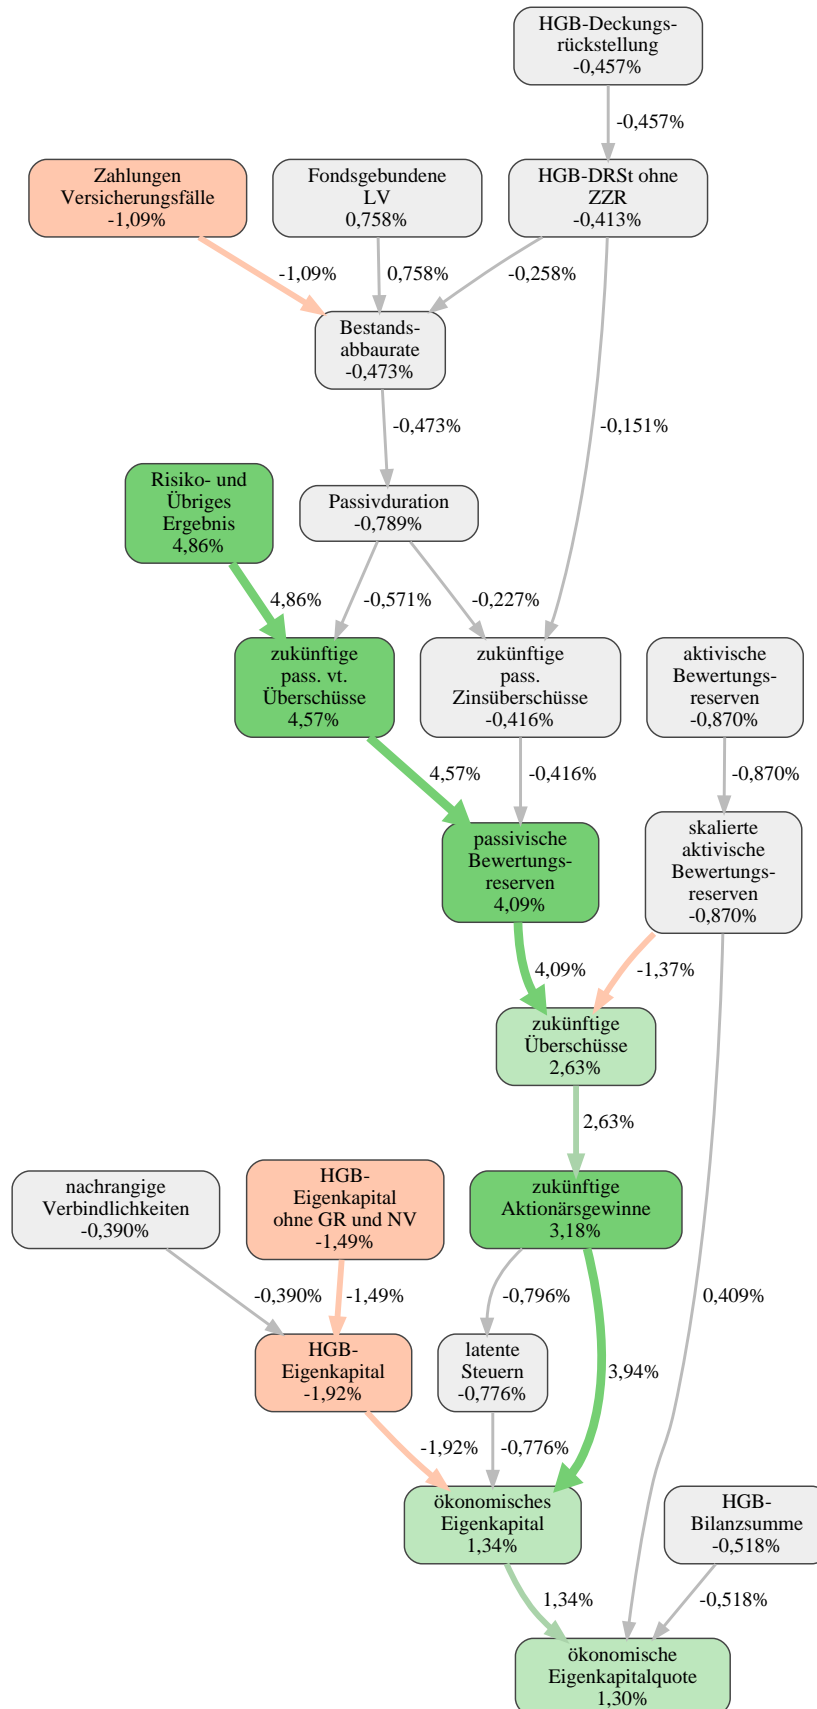 HGB-Deckungs-
rückstellung
-0,457%
-0,457%
Zahlungen
Versicherungsfälle
-1,09%
Fondsgebundene
LV
0,758%
HGB-DRSt ohne
ZZR
-0,413%
-1,09%
0,758%
-0,258%
Bestands-
abbaurate
-0,473%
-0,473%
-0,151%
Risiko- und
Übriges
Ergebnis
4,86%
Passivduration
-0,789%
4,86%
-0,571%
-0,227%
zukünftige
pass. vt.
Überschüsse
4,57%
zukünftige
pass.
Zinsüberschüsse
-0,416%
aktivische
Bewertungs-
reserven
-0,870%
4,57%
-0,416%
-0,870%
passivische
Bewertungs-
reserven
4,09%
skalierte
aktivische
Bewertungs-
reserven
-0,870%
4,09%
-1,37%
zukünftige
Überschüsse
2,63%
2,63%
nachrangige
Verbindlichkeiten
-0,390%
HGB-
Eigenkapital
ohne GR und NV
-1,49%
zukünftige
Aktionärsgewinne
3,18%
-0,390%
-1,49%
-0,796%
0,409%
HGB-
Eigenkapital
-1,92%
latente
Steuern
-0,776%
3,94%
-1,92%
-0,776%
ökonomisches
Eigenkapital
1,34%
HGB-
Bilanzsumme
-0,518%
1,34%
-0,518%
ökonomische
Eigenkapitalquote
1,30%